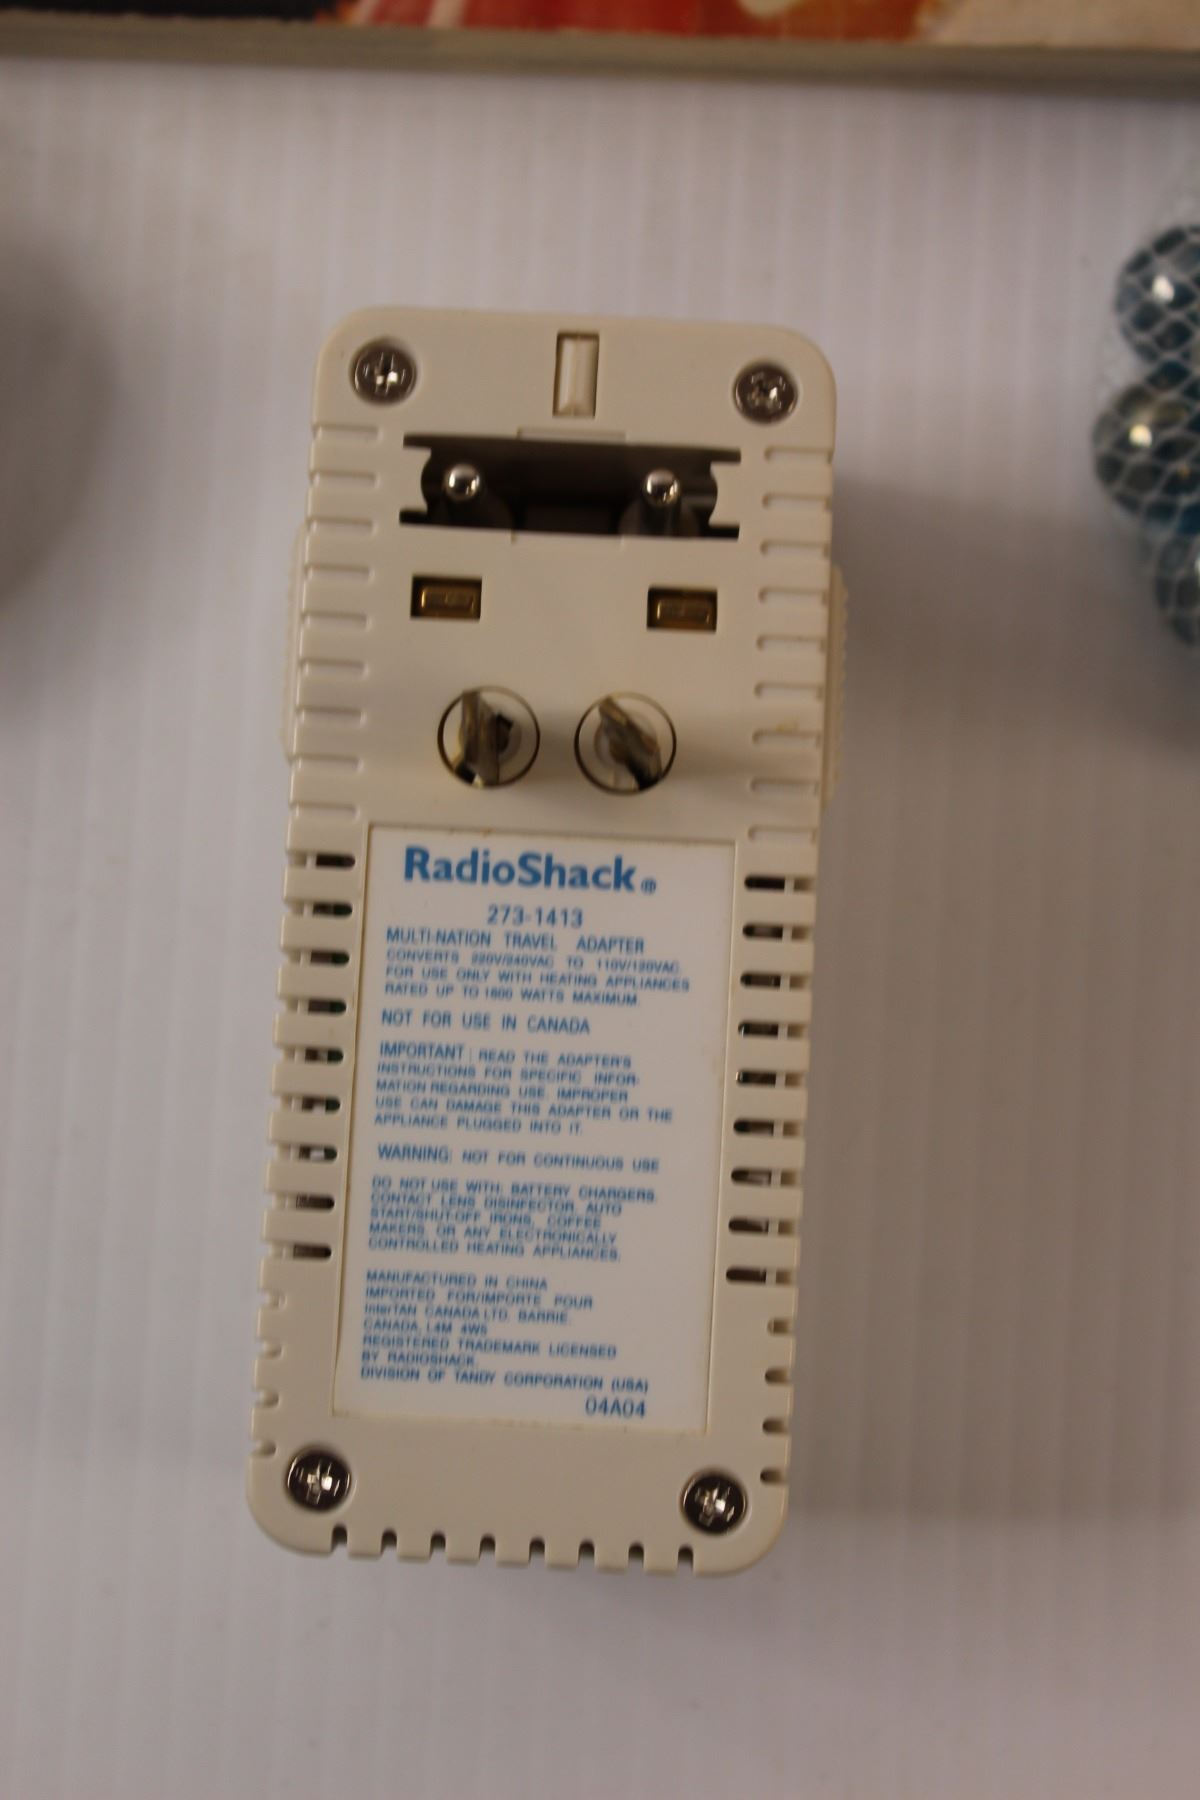 RadioShack®
273-1413
MULTI-NATION TRAVEL ADAPTER
CONVERTS 220V/240VAC TO 110V/120VAC.
FOR USE ONLY WITH HEATING APPLIANCES
RATED UP TO 1600 WATTS MAXIMUM.
NOT FOR USE IN CANADA
IMPORTANT: READ THE ADAPTER'S
INSTRUCTIONS FOR SPECIFIC INFOR-
MATION REGARDING USE. IMPROPER
USE CAN DAMAGE THIS ADAPTER OR THE
APPLIANCE PLUGGED INTO IT.
WARNING: NOT FOR CONTINUOUS USE
DO NOT USE WITH: BATTERY CHARGERS,
CONTACT LENS DISINFECTOR, AUTO
START/SHUT-OFF IRONS, COFFEE
MAKERS, OR ANY ELECTRONICALLY
CONTROLLED HEATING APPLIANCES.
MANUFACTURED IN CHINA
IMPORTED FOR/IMPORTE POUR
InterTAN CANADA LTD. BARRIE,
CANADA, L4M 4W5
REGISTERED TRADEMARK LICENSED
BY RADIOSHACK,
DIVISION OF TANDY CORPORATION (USA)
04A04